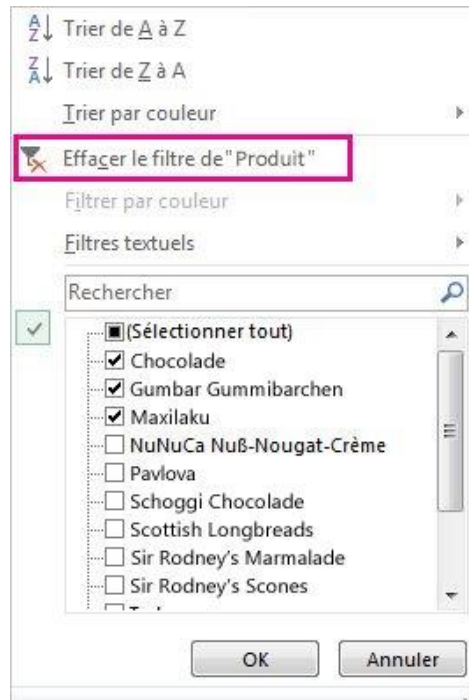 Trier de A à Z
Trier de Z à A
Trier par couleur
Effacer le filtre de "Produit"
Filtrer par couleur
Filtres textuels
Rechercher
(Sélectionner tout)
Chocolade
Gumbar Gummibarchen
Maxilaku
NuNuCa Nuß-Nougat-Crème
Pavlova
Schoggi Chocolade
Scottish Longbreads
Sir Rodney's Marmalade
Sir Rodney's Scones
OK Annuler